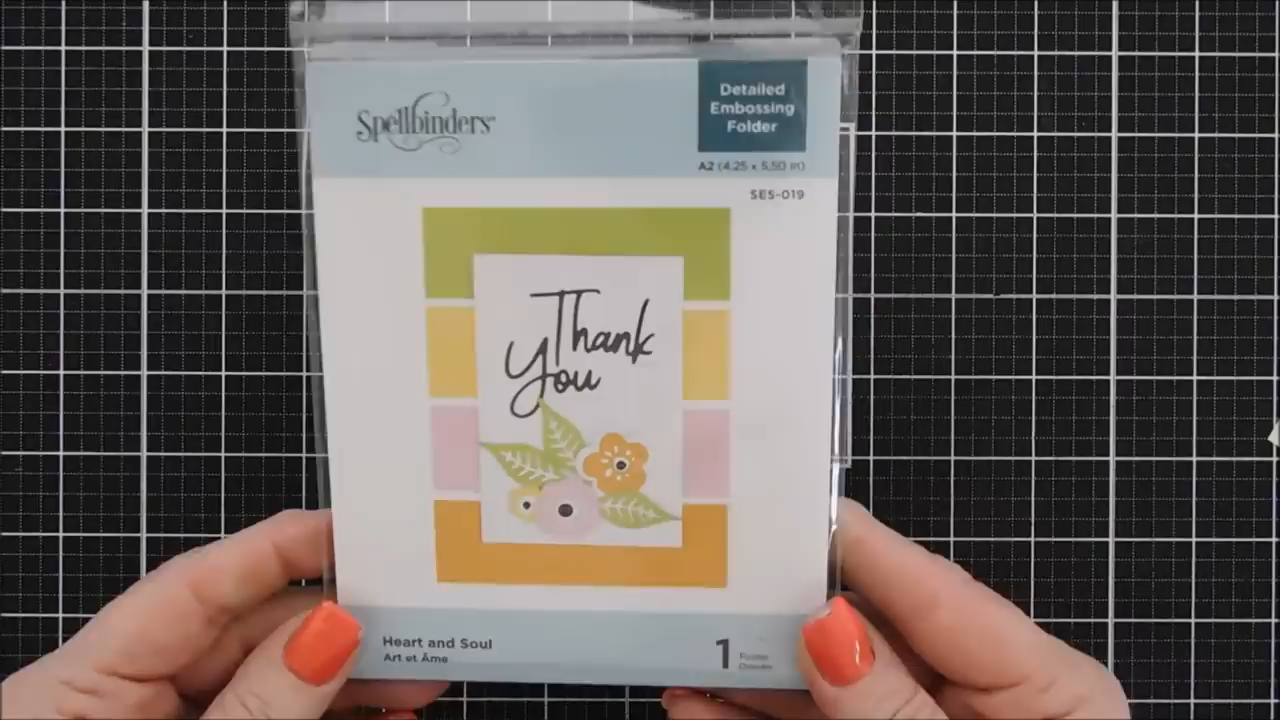 Spellbinders
Detailed
Embossing
Folder
A2 (4.25 x 5.50 in)
SES-019
Thank
You
Heart and Soul
Art et Âme
1
Folder